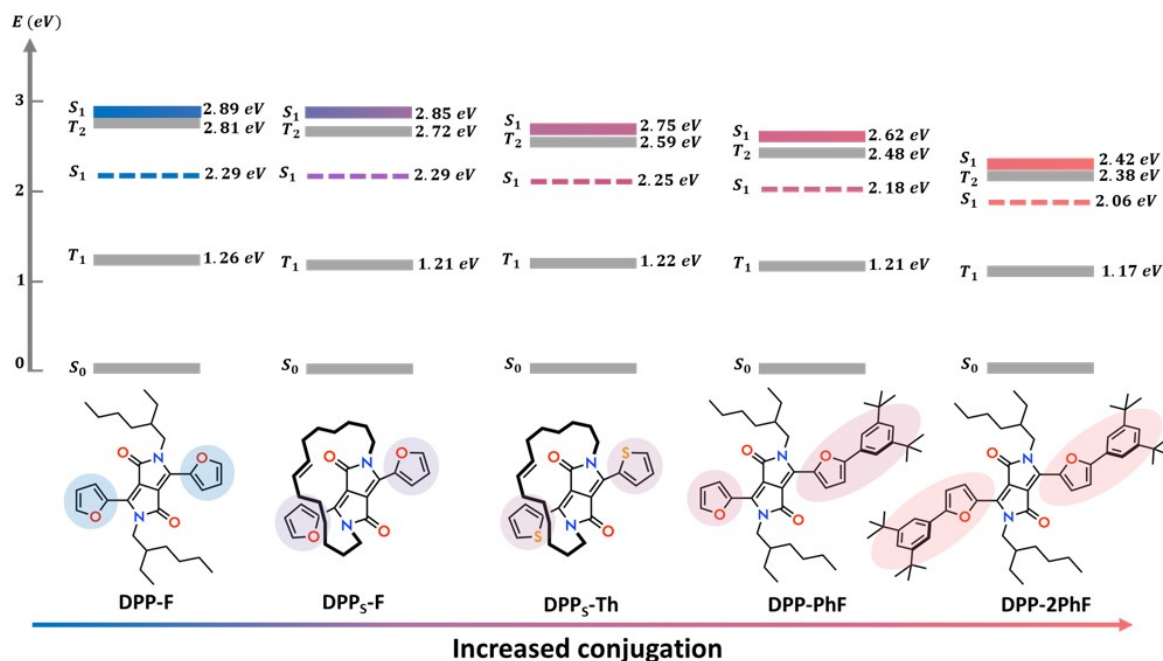 E (eV)
3
2
1
0
S₁ 2.89 eV
T₂ 2.81 eV
S₁ 2.29 eV
T₁ 1.26 eV
S₀
S₁ 2.85 eV
T₂ 2.72 eV
S₁ 2.29 eV
T₁ 1.21 eV
S₀
S₁ 2.75 eV
T₂ 2.59 eV
S₁ 2.25 eV
T₁ 1.22 eV
S₀
S₁ 2.62 eV
T₂ 2.48 eV
S₁ 2.18 eV
T₁ 1.21 eV
S₀
S₁ 2.42 eV
T₂ 2.38 eV
S₁ 2.06 eV
T₁ 1.17 eV
S₀
O N O N O O
O N O N O O
O N S N O S
O N O N O O
O N O N O O
DPP-F
DPPₛ-F
DPPₛ-Th
DPP-PhF
DPP-2PhF
Increased conjugation